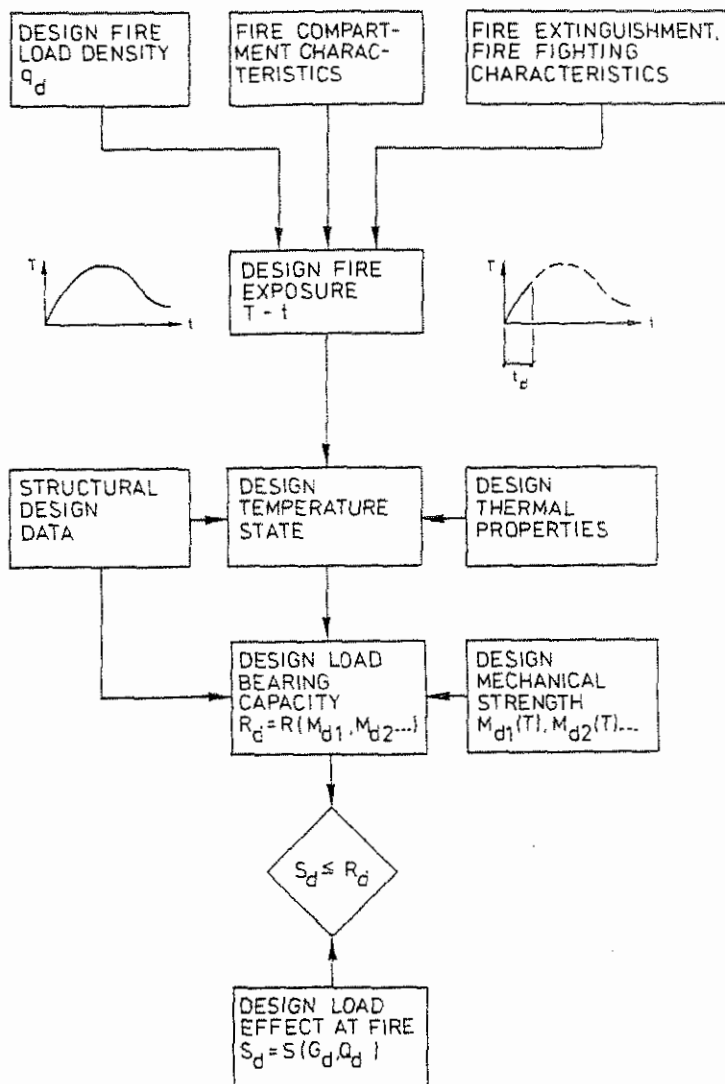 DESIGN FIRE
LOAD DENSITY
q_d
FIRE COMPART-
MENT CHARAC-
TERISTICS
FIRE EXTINGUISHMENT,
FIRE FIGHTING
CHARACTERISTICS
T
t
DESIGN FIRE
EXPOSURE
T - t
T
t
t_d
STRUCTURAL
DESIGN
DATA
DESIGN
TEMPERATURE
STATE
DESIGN
THERMAL
PROPERTIES
DESIGN LOAD
BEARING
CAPACITY
R_d = R(M_d1, M_d2...)
DESIGN
MECHANICAL
STRENGTH
M_d1(T), M_d2(T)...
S_d ≤ R_d
DESIGN LOAD
EFFECT AT FIRE
S_d = S(G_d, Q_d)